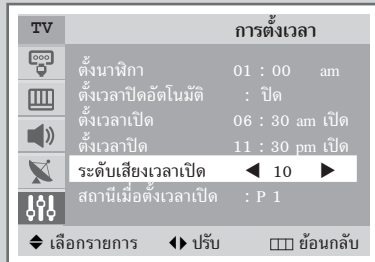 TV การตั้งเวลา
ตั้งนาฬิกา 01 : 00 am
ตั้งเวลาปิดอัตโนมัติ : ปิด
ตั้งเวลาเปิด 06 : 30 am เปิด
ตั้งเวลาปิด 11 : 30 pm เปิด
ระดับเสียงเวลาเปิด ◀ 10 ▶
สถานีเมื่อตั้งเวลาเปิด : P 1
เลือกรายการ ปรับ ย้อนกลับ